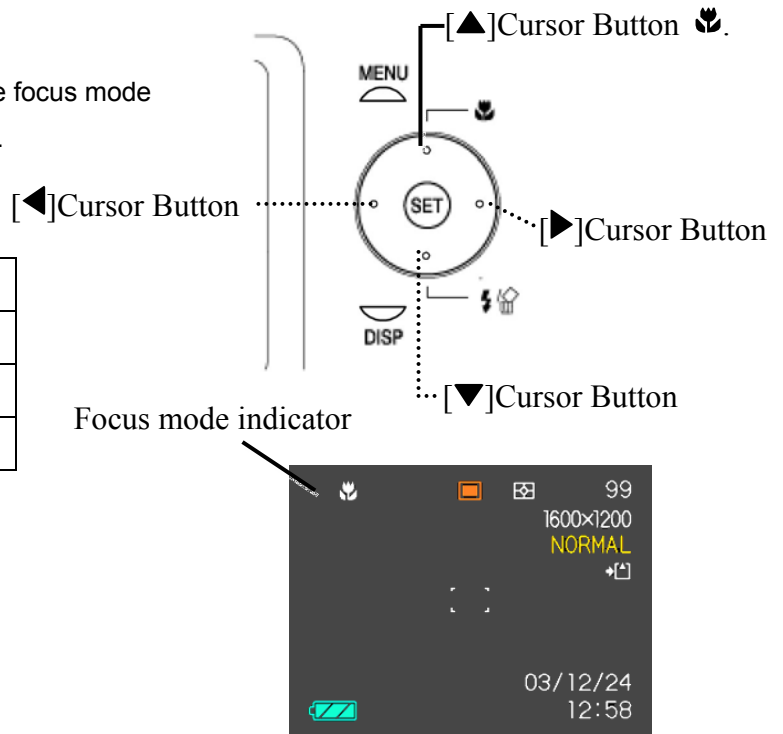 [▲]Cursor Button
e focus mode
.
MENU
[◀]Cursor Button
SET
[▶]Cursor Button
DISP
[▼]Cursor Button
Focus mode indicator
99
1600×1200
NORMAL
03/12/24
12:58